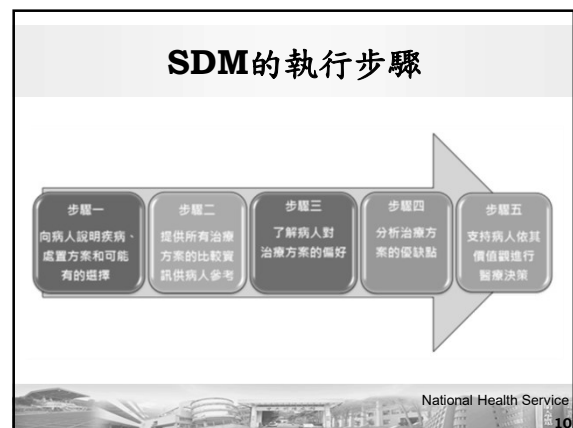 SDM的執行步驟
步驟一
向病人說明疾病、
處置方案和可能
有的選擇
步驟二
提供所有治療
方案的比較資
訊供病人參考
步驟三
了解病人對
治療方案的偏好
步驟四
分析治療方
案的優缺點
步驟五
支持病人依其
價值觀進行
醫療決策
National Health Service
10